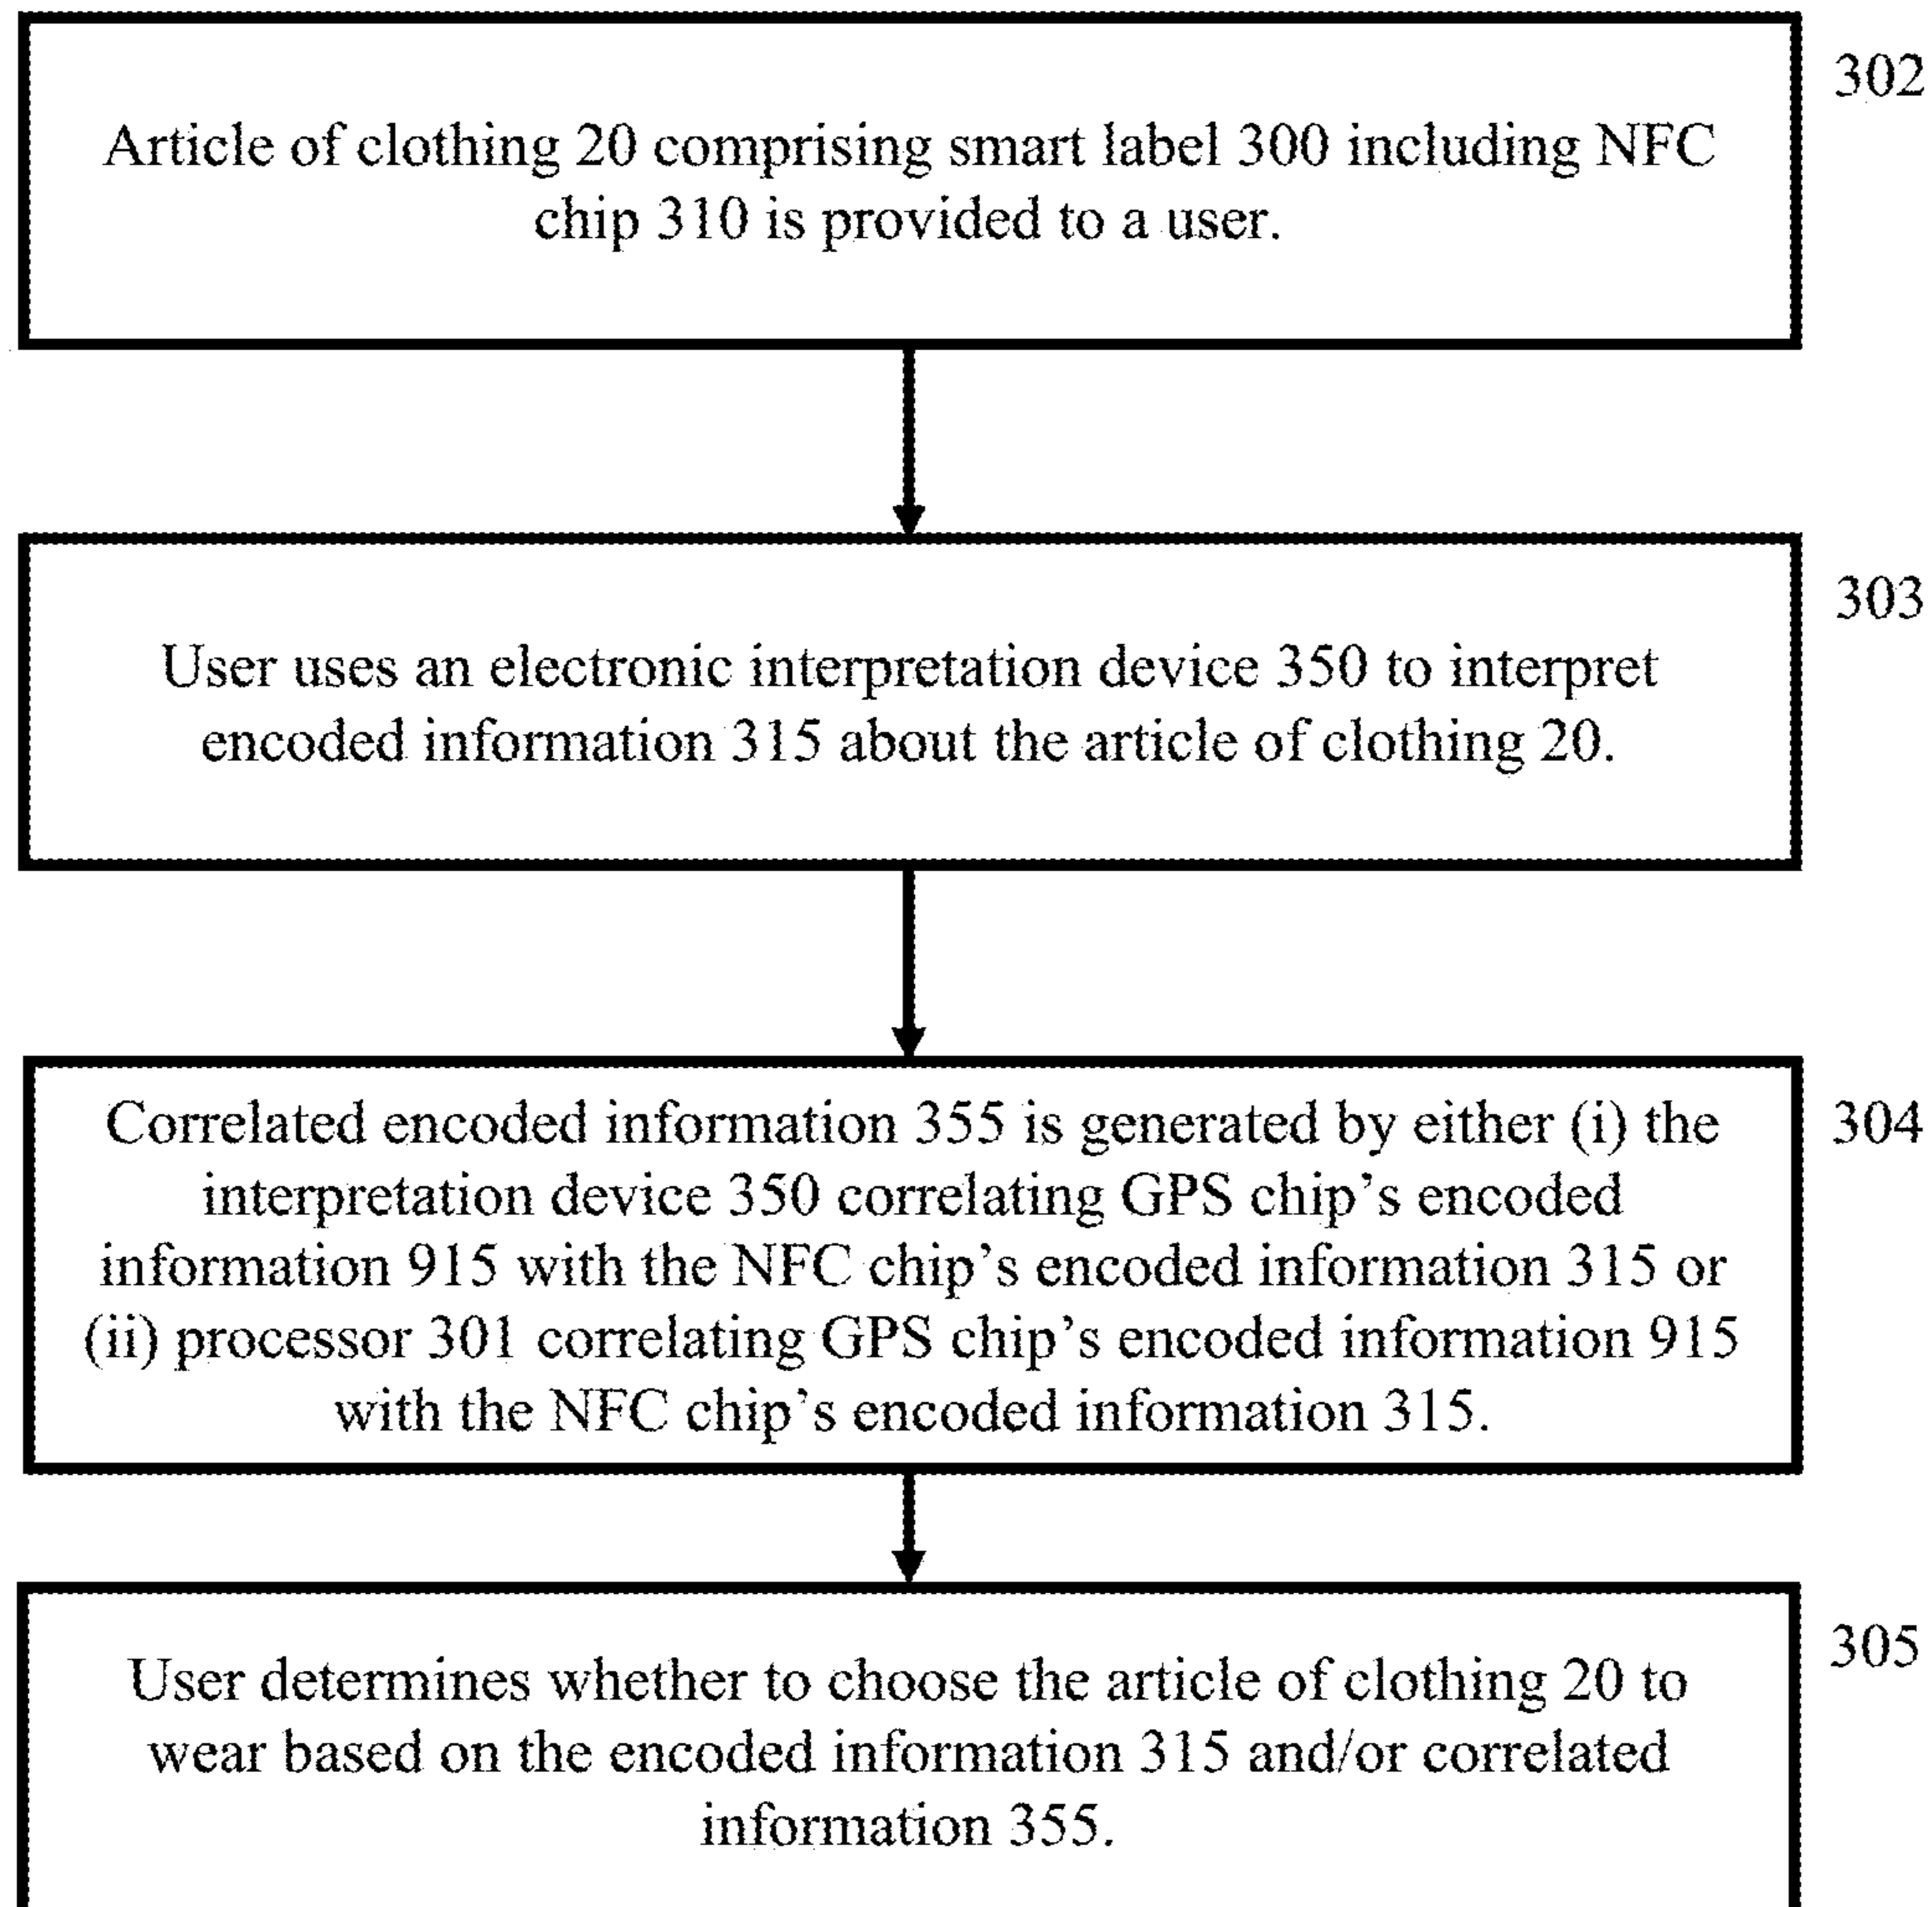 302
Article of clothing 20 comprising smart label 300 including NFC
chip 310 is provided to a user.
303
User uses an electronic interpretation device 350 to interpret
encoded information 315 about the article of clothing 20.
304
Correlated encoded information 355 is generated by either (i) the
interpretation device 350 correlating GPS chip’s encoded
information 915 with the NFC chip’s encoded information 315 or
(ii) processor 301 correlating GPS chip’s encoded information 915
with the NFC chip’s encoded information 315.
305
User determines whether to choose the article of clothing 20 to
wear based on the encoded information 315 and/or correlated
information 355.